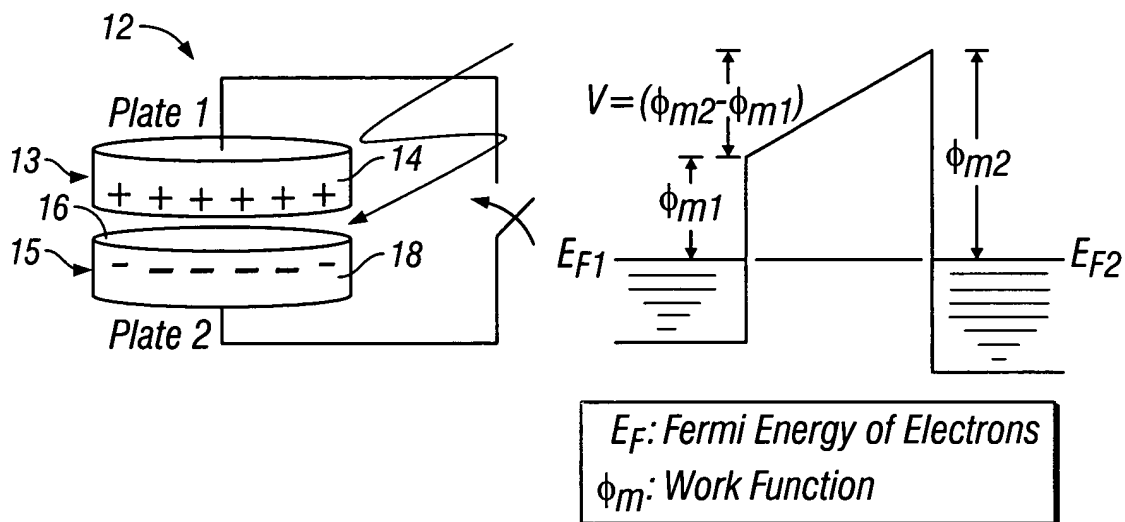 12
Plate 1
13
14
+ + + + + +
16
15
- - - - - -
18
Plate 2
V=(ϕm2-ϕm1)
ϕm1
ϕm2
EF1
EF2
EF: Fermi Energy of Electrons
ϕm: Work Function